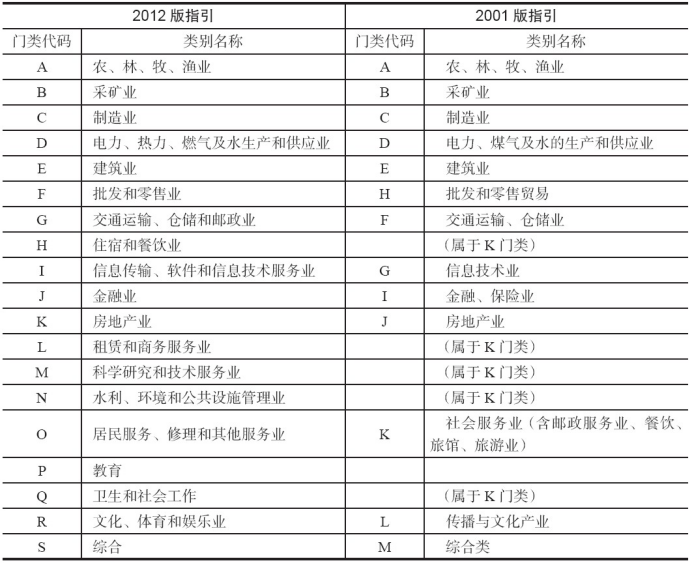 2012 版指引 2001 版指引
门类代码 类别名称 门类代码 类别名称
A 农、林、牧、渔业 A 农、林、牧、渔业
B 采矿业 B 采矿业
C 制造业 C 制造业
D 电力、热力、燃气及水生产和供应业 D 电力、煤气及水的生产和供应业
E 建筑业 E 建筑业
F 批发和零售业 H 批发和零售贸易
G 交通运输、仓储和邮政业 F 交通运输、仓储业
H 住宿和餐饮业 （属于 K 门类）
I 信息传输、软件和信息技术服务业 G 信息技术业
J 金融业 I 金融、保险业
K 房地产业 J 房地产业
L 租赁和商务服务业 （属于 K 门类）
M 科学研究和技术服务业 （属于 K 门类）
N 水利、环境和公共设施管理业 （属于 K 门类）
O 居民服务、修理和其他服务业 K 社会服务业（含邮政服务业、餐饮、
旅馆、旅游业）
P 教育
Q 卫生和社会工作 （属于 K 门类）
R 文化、体育和娱乐业 L 传播与文化产业
S 综合 M 综合类